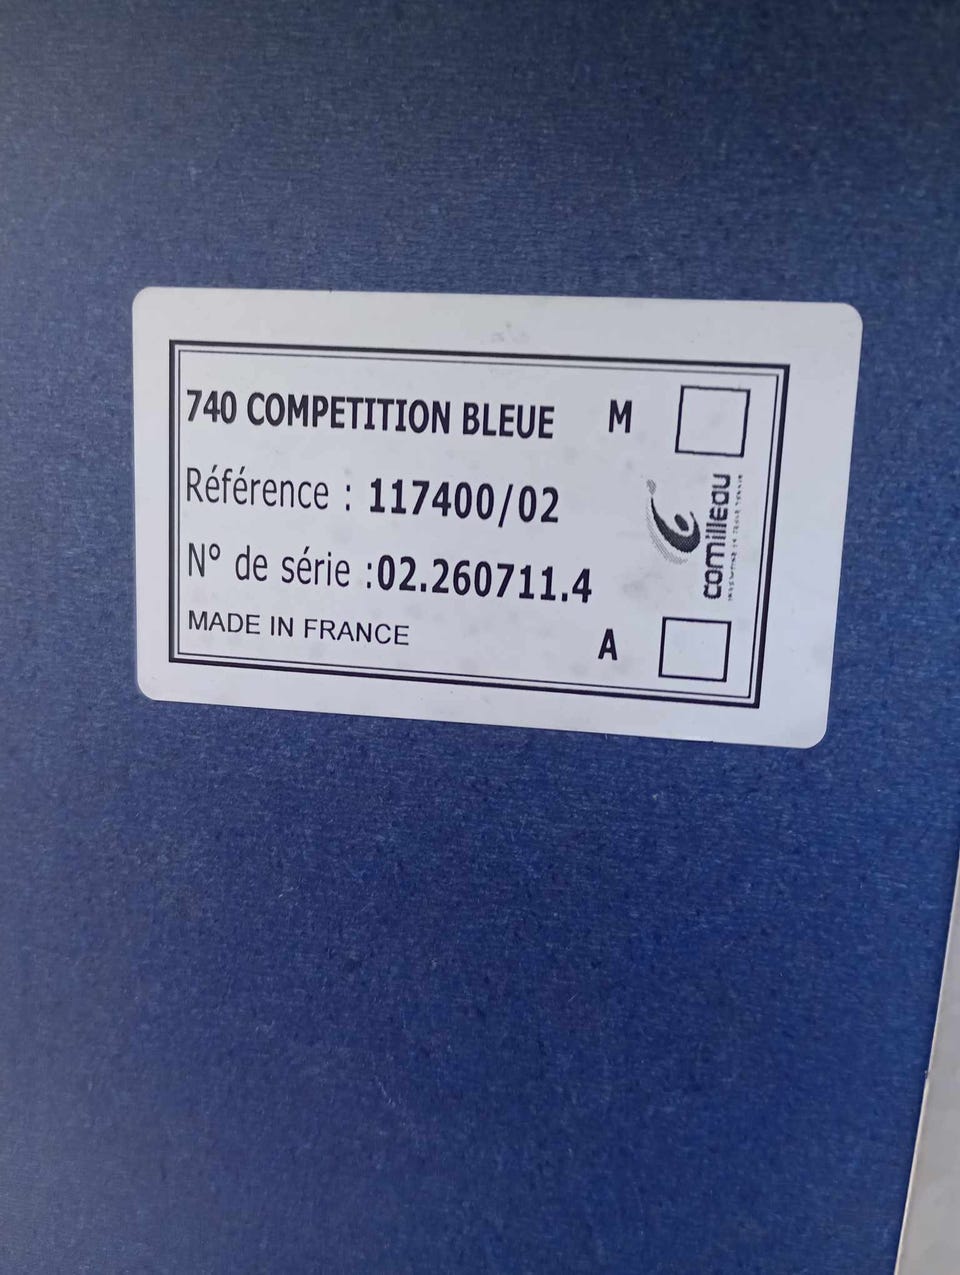 740 COMPETITION BLEUE M
Référence : 117400/02
N° de série :02.260711.4
MADE IN FRANCE
A
cornilleau